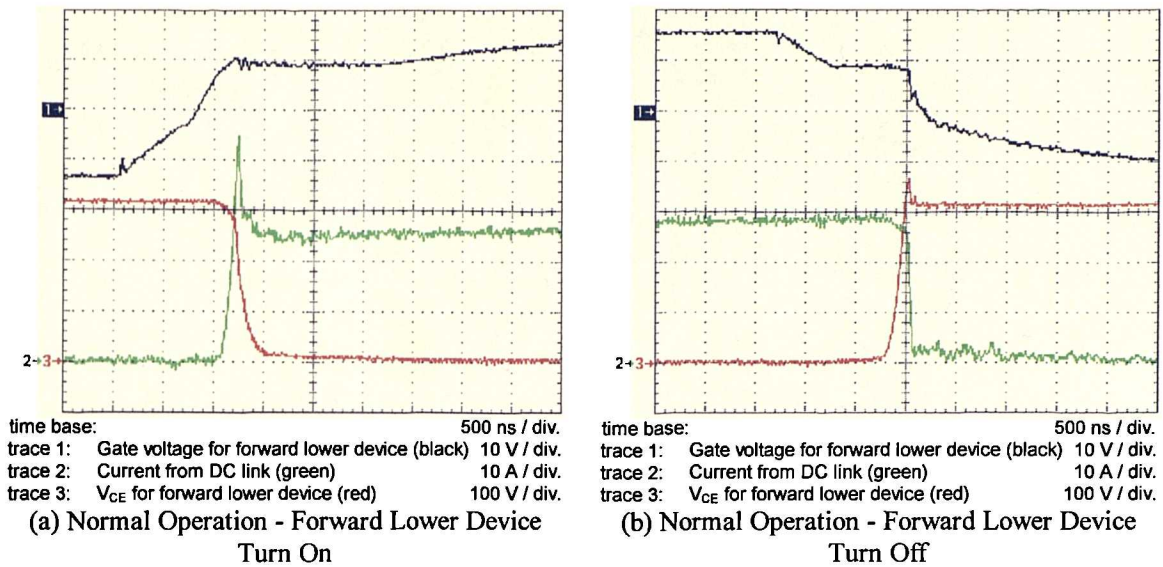 1→
2→3→
time base: 500 ns / div.
trace 1: Gate voltage for forward lower device (black) 10 V / div.
trace 2: Current from DC link (green) 10 A / div.
trace 3: VCE for forward lower device (red) 100 V / div.
(a) Normal Operation - Forward Lower Device
Turn On
1→
2→3→
time base: 500 ns / div.
trace 1: Gate voltage for forward lower device (black) 10 V / div.
trace 2: Current from DC link (green) 10 A / div.
trace 3: VCE for forward lower device (red) 100 V / div.
(b) Normal Operation - Forward Lower Device
Turn Off